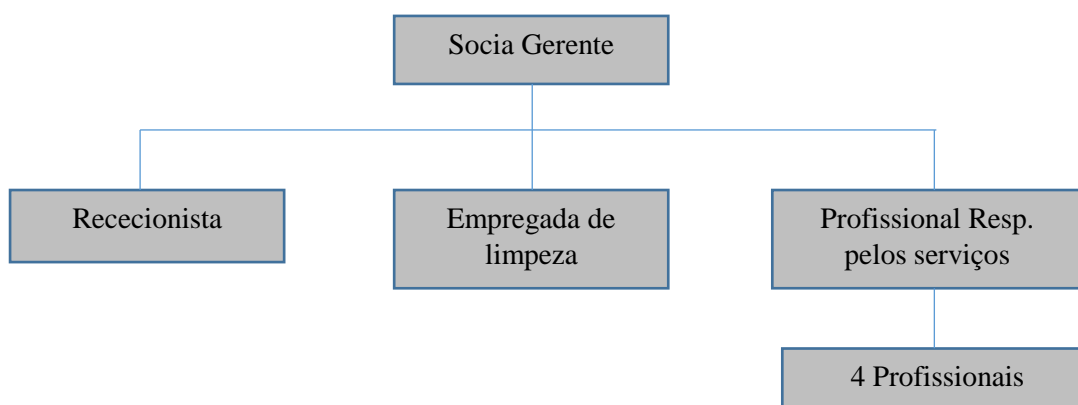 Socia Gerente
Rececionista
Empregada de
limpeza
Profissional Resp.
pelos serviços
4 Profissionais